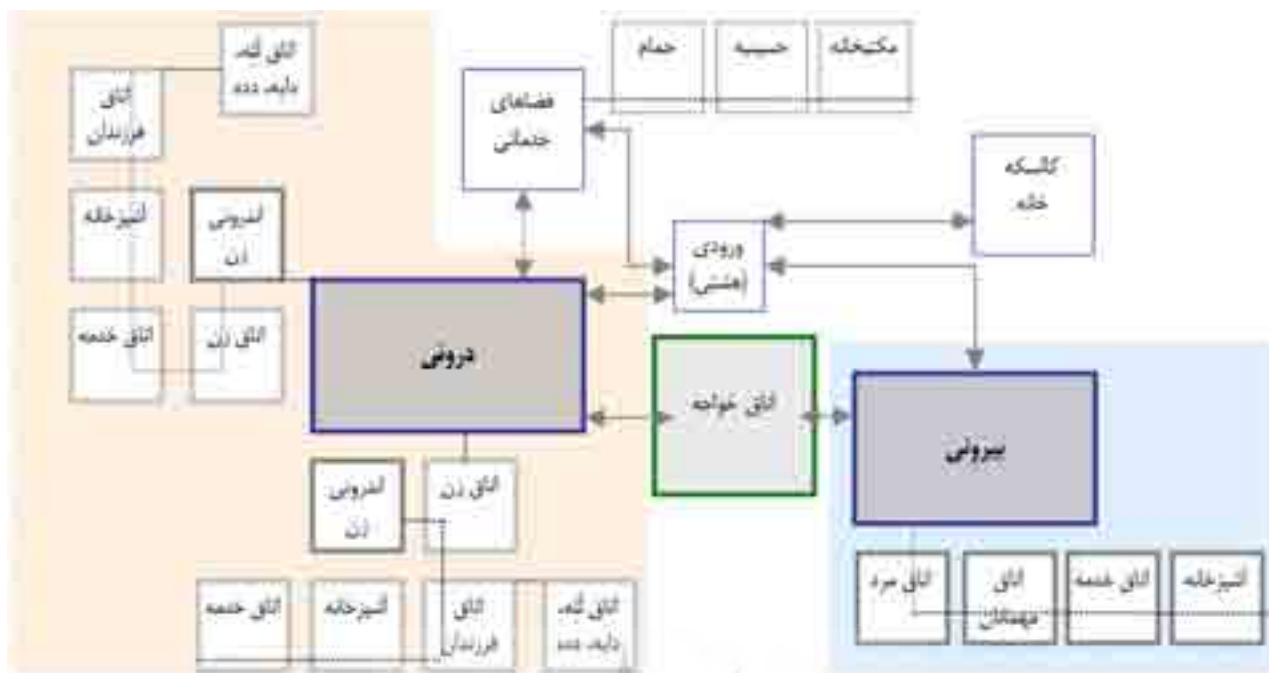 مکتبخانه
حسینیه
حمام
فضاهای
خدماتی
کالسکه
خانه
ورودی
(هشتی)
اتاق لَلِه،
دایه، دده
اتاق
فرزندان
آشپزخانه
اندرونی
زن
اتاق خدمه
اتاق زن
درونی
اتاق خواجه
بیرونی
اندرونی
زن
اتاق زن
اتاق خدمه
آشپزخانه
اتاق
فرزندان
اتاق لَلِه،
دایه، دده
اتاق مرد
اتاق
مهمانان
اتاق خدمه
آشپزخانه